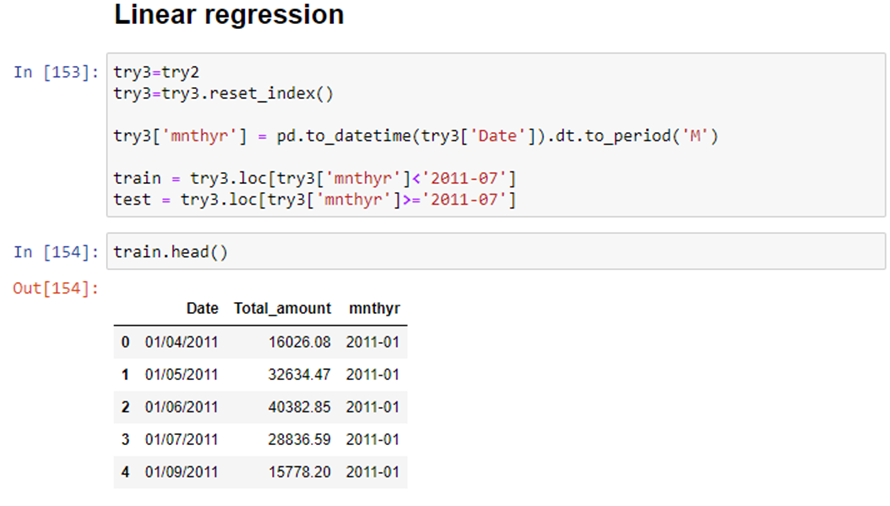 Linear regression
In [153]: try3=try2
try3=try3.reset_index()
try3['mnthyr'] = pd.to_datetime(try3['Date']).dt.to_period('M')
train = try3.loc[try3['mnthyr']<'2011-07']
test = try3.loc[try3['mnthyr']>='2011-07']
In [154]: train.head()
Out[154]:
Date Total_amount mnthyr
0 01/04/2011 16026.08 2011-01
1 01/05/2011 32634.47 2011-01
2 01/06/2011 40382.85 2011-01
3 01/07/2011 28836.59 2011-01
4 01/09/2011 15778.20 2011-01